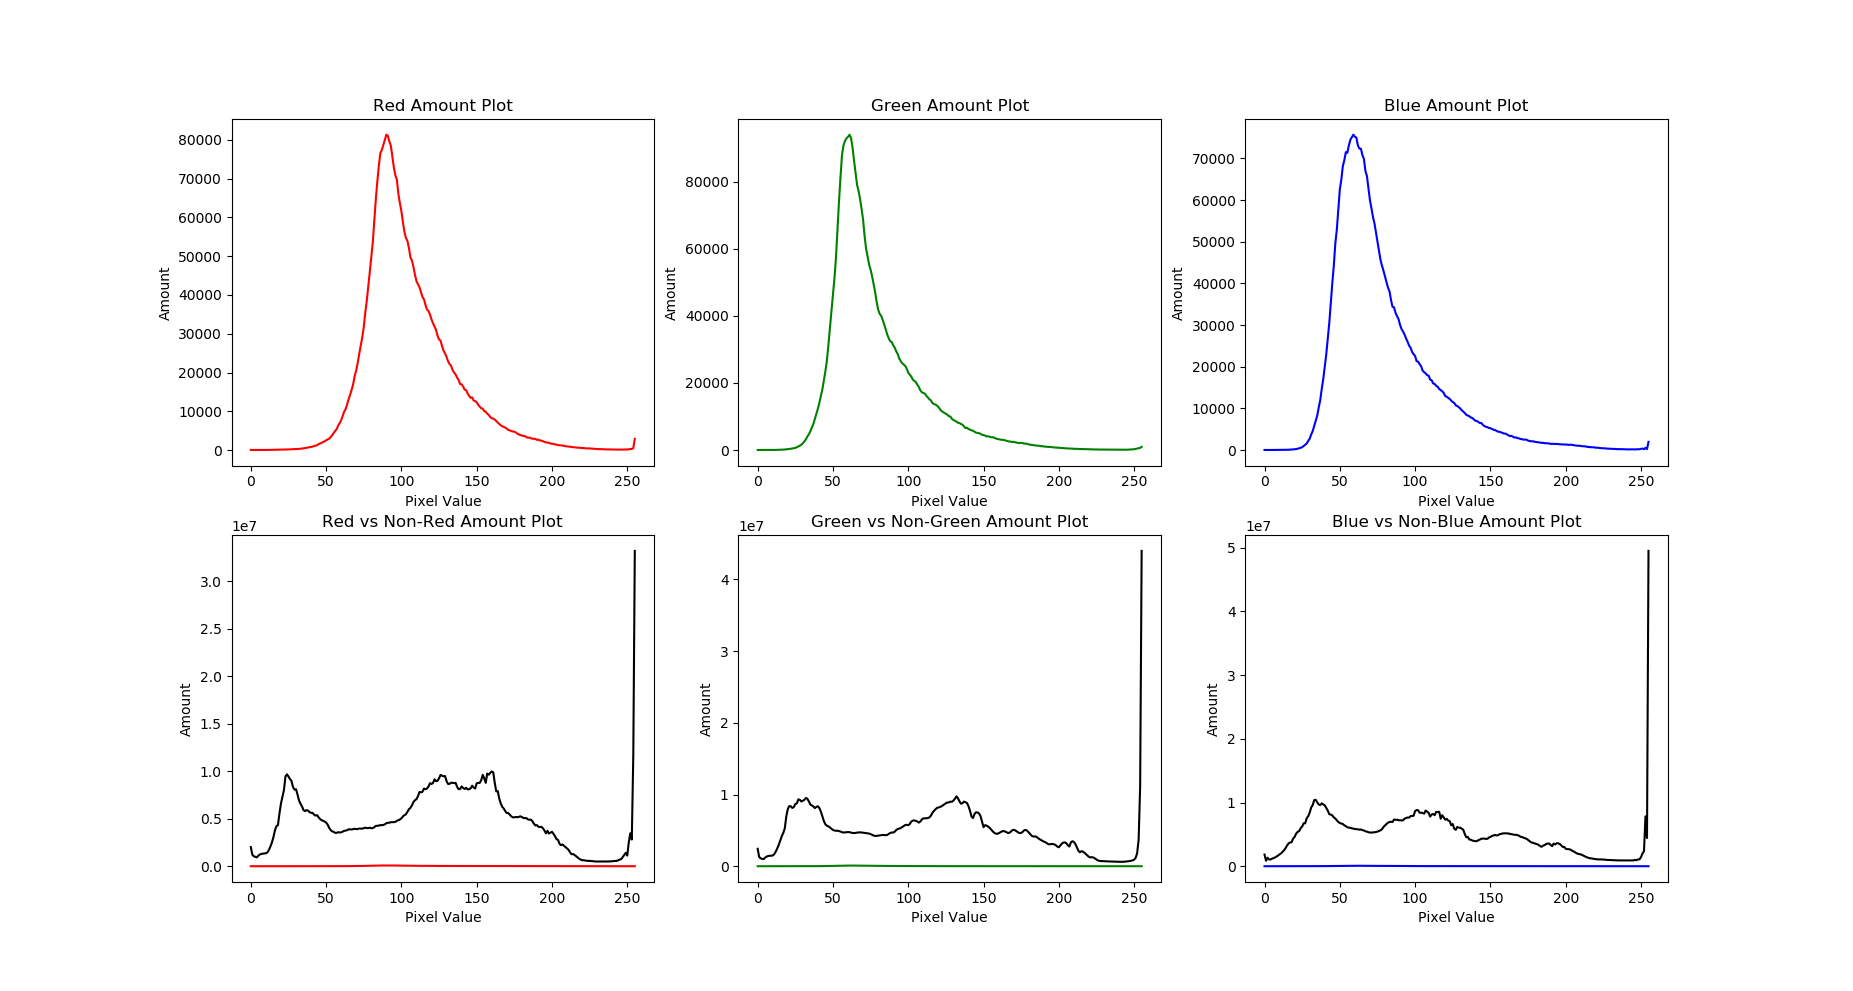 Red Amount Plot
80000
70000
60000
50000
40000
30000
20000
10000
0
Amount
0 50 100 150 200 250
Pixel Value
Green Amount Plot
80000
60000
40000
20000
0
Amount
0 50 100 150 200 250
Pixel Value
Blue Amount Plot
70000
60000
50000
40000
30000
20000
10000
0
Amount
0 50 100 150 200 250
Pixel Value
Red vs Non-Red Amount Plot
1e7
3.0
2.5
2.0
1.5
1.0
0.5
0.0
Amount
0 50 100 150 200 250
Pixel Value
Green vs Non-Green Amount Plot
1e7
4
3
2
1
0
Amount
0 50 100 150 200 250
Pixel Value
Blue vs Non-Blue Amount Plot
1e7
5
4
3
2
1
0
Amount
0 50 100 150 200 250
Pixel Value